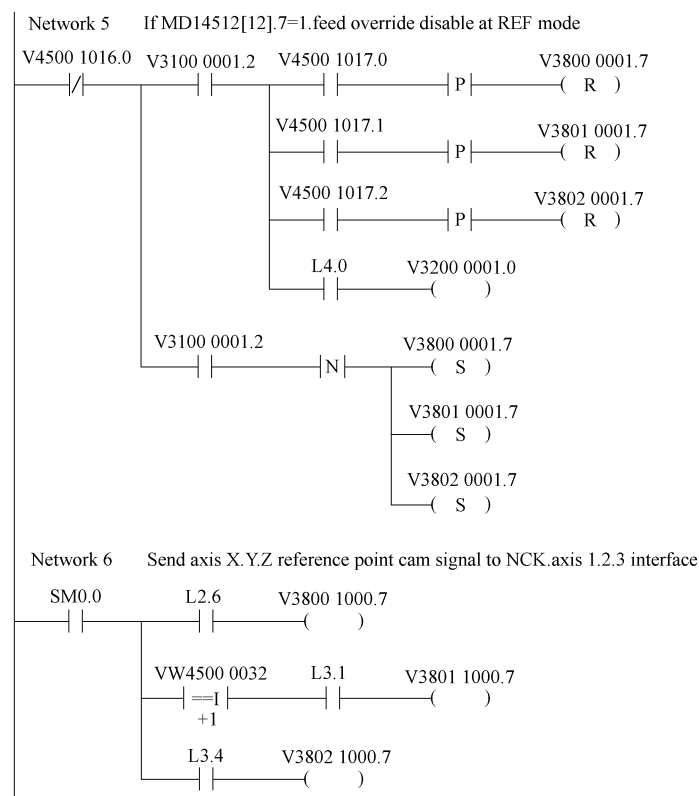 Network 5 If MD14512[12].7=1.feed override disable at REF mode
V4500 1016.0 V3100 0001.2 V4500 1017.0 V3800 0001.7
/ P ( R )
V4500 1017.1 V3801 0001.7
P ( R )
V4500 1017.2 V3802 0001.7
P ( R )
L4.0 V3200 0001.0
( )
V3100 0001.2 V3800 0001.7
N ( S )
V3801 0001.7
( S )
V3802 0001.7
( S )
Network 6 Send axis X.Y.Z reference point cam signal to NCK.axis 1.2.3 interface
SM0.0 L2.6 V3800 1000.7
( )
VW4500 0032 L3.1 V3801 1000.7
==I ( )
+1
L3.4 V3802 1000.7
( )